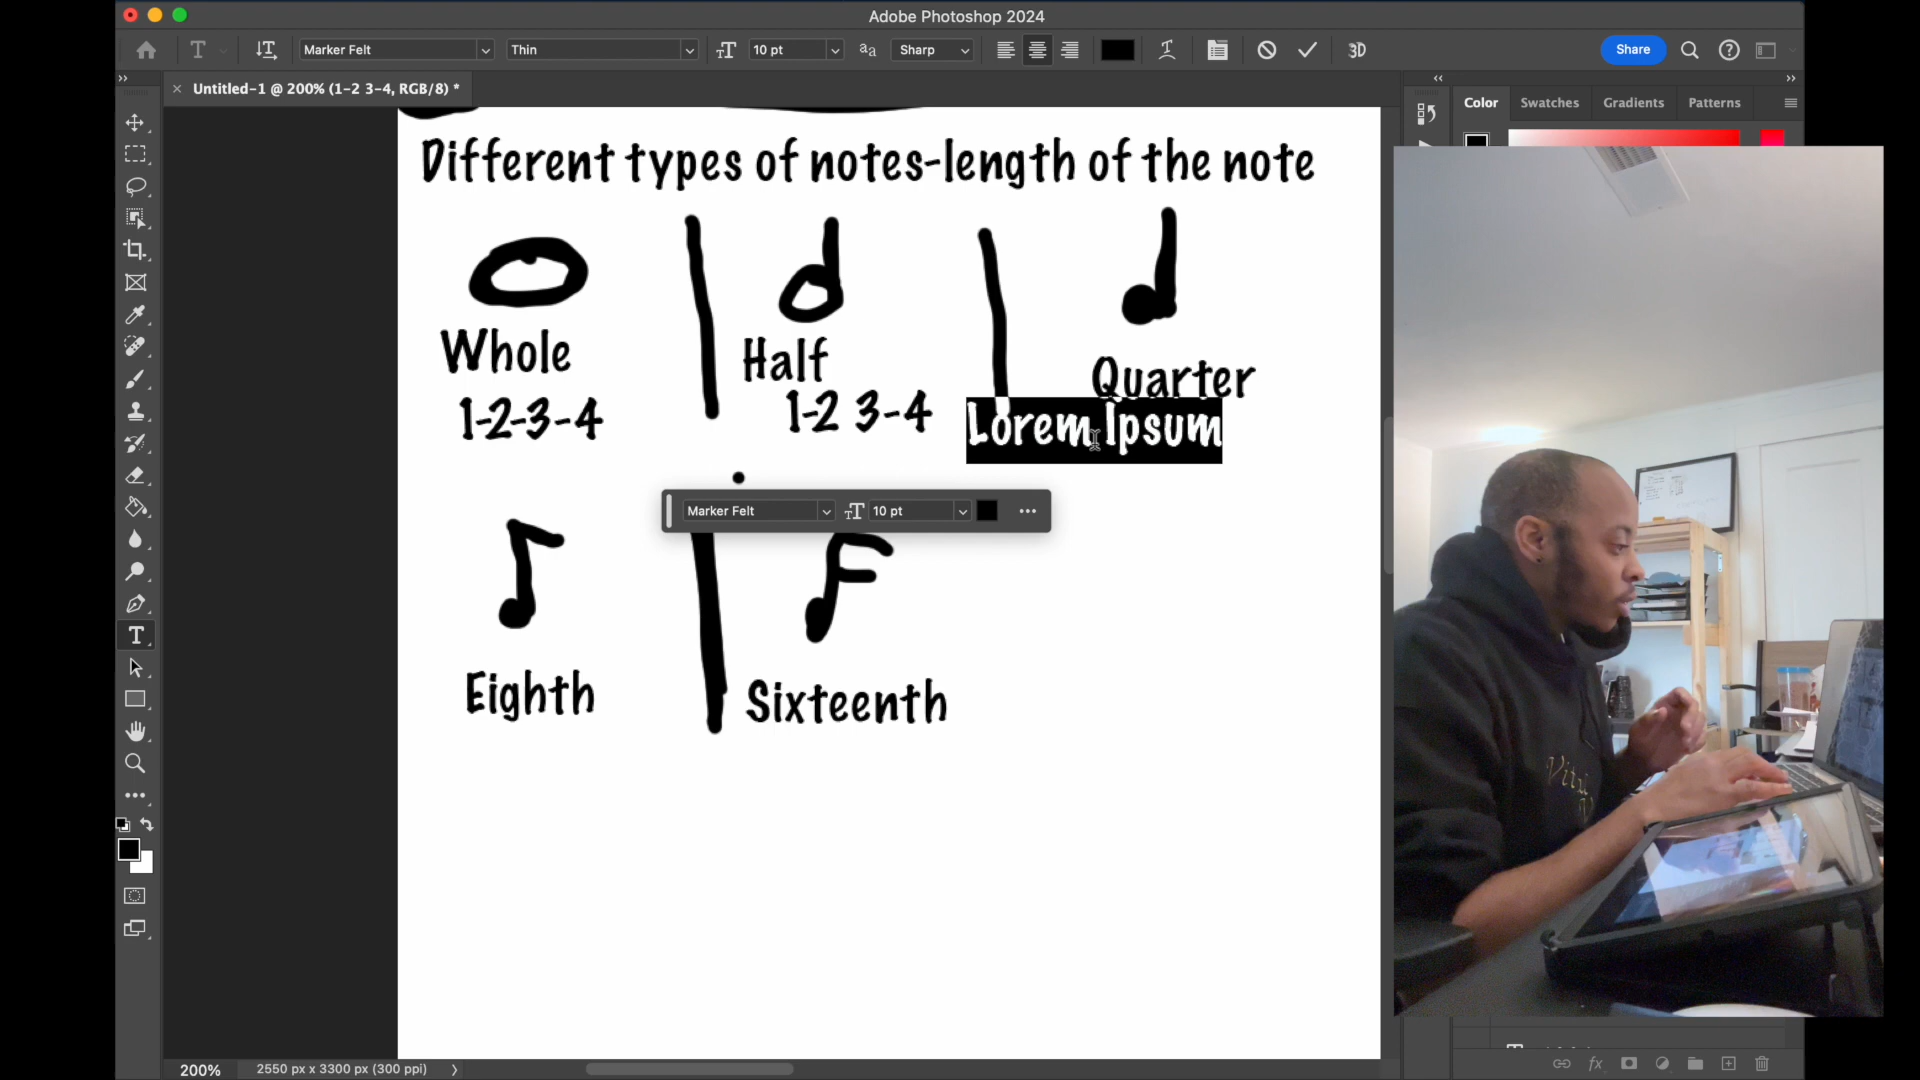 Adobe Photoshop 2024
T Marker Felt Thin 10 pt Sharp 3D Share
Untitled-1 @ 200% (1-2 3-4, RGB/8) *
Color Swatches Gradients Patterns
Different types of notes-length of the note
Whole Half Quarter
1-2-3-4 1-2 3-4 Lorem Ipsum
Marker Felt 10 pt
Eighth Sixteenth
200% 2550 px x 3300 px (300 ppi)
fx